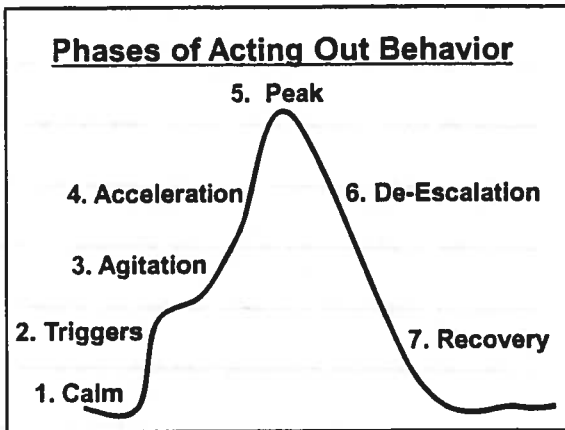 Phases of Acting Out Behavior
5. Peak
4. Acceleration
6. De-Escalation
3. Agitation
2. Triggers
7. Recovery
1. Calm